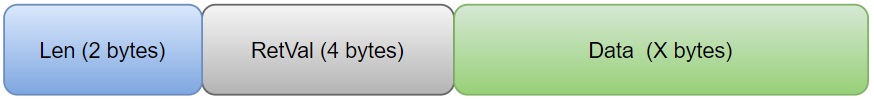 Len (2 bytes) RetVal (4 bytes) Data (X bytes)